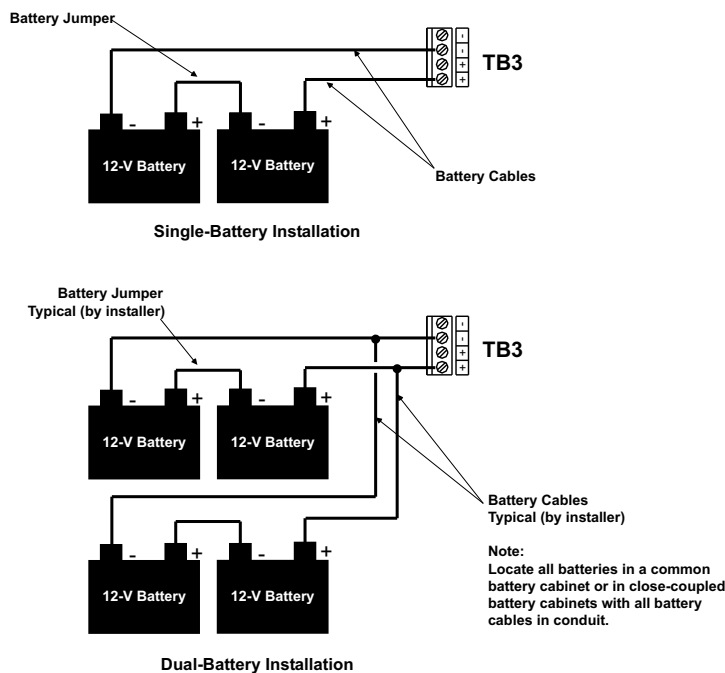 Battery Jumper
-
-
+
+
TB3
- + - +
12-V Battery 12-V Battery
Battery Cables
Single-Battery Installation
Battery Jumper
Typical (by installer)
-
-
+
+
TB3
- + - +
12-V Battery 12-V Battery
Battery Cables
Typical (by installer)
- + - +
12-V Battery 12-V Battery
Note:
Locate all batteries in a common
battery cabinet or in close-coupled
battery cabinets with all battery
cables in conduit.
Dual-Battery Installation